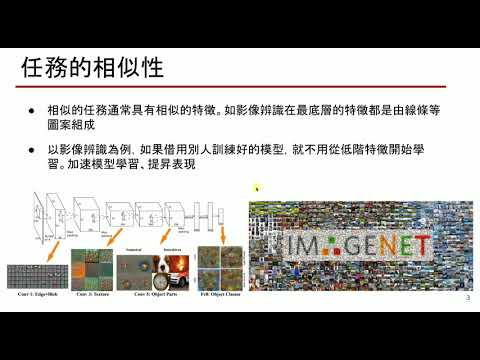 任務的相似性
● 相似的任務通常具有相似的特徵。如影像辨識在最底層的特徵都是由線條等
圖案組成
● 以影像辨識為例，如果借用別人訓練好的模型，就不用從低階特徵開始學
習。加速模型學習、提昇表現
Numerical
Conv 1: Edge+Blob
Conv 3: Texture
Conv 5: Object Parts
Fc8: Object Classes
IMAGENET
3